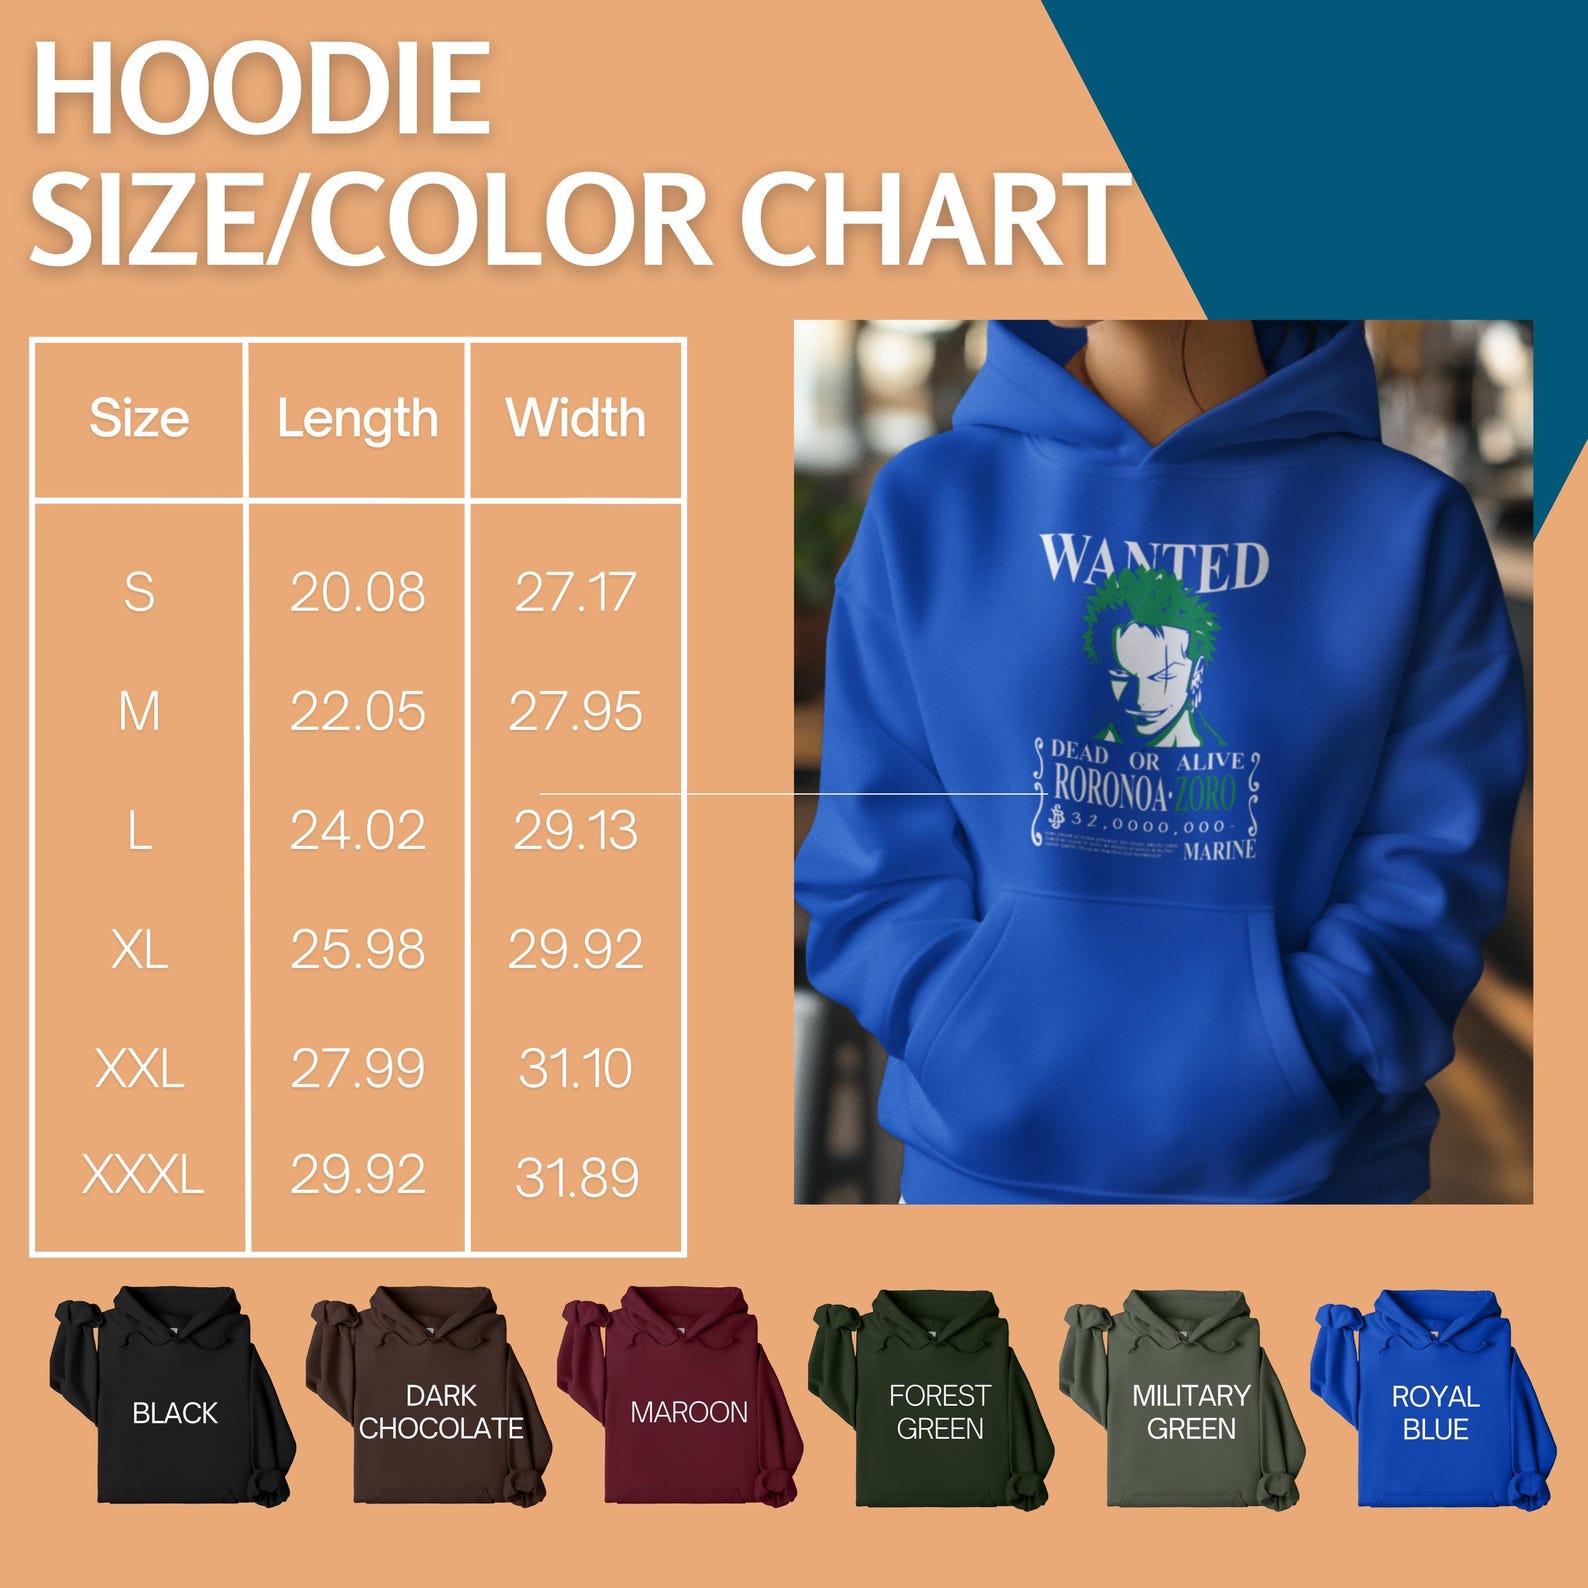 HOODIE
SIZE/COLOR CHART
Size Length Width
S 20.08 27.17
M 22.05 27.95
L 24.02 29.13
XL 25.98 29.92
XXL 27.99 31.10
XXXL 29.92 31.89
WANTED
DEAD OR ALIVE
RORONOA·ZORO
32,0000,000-
MARINE
BLACK
DARK
CHOCOLATE
MAROON
FOREST
GREEN
MILITARY
GREEN
ROYAL
BLUE